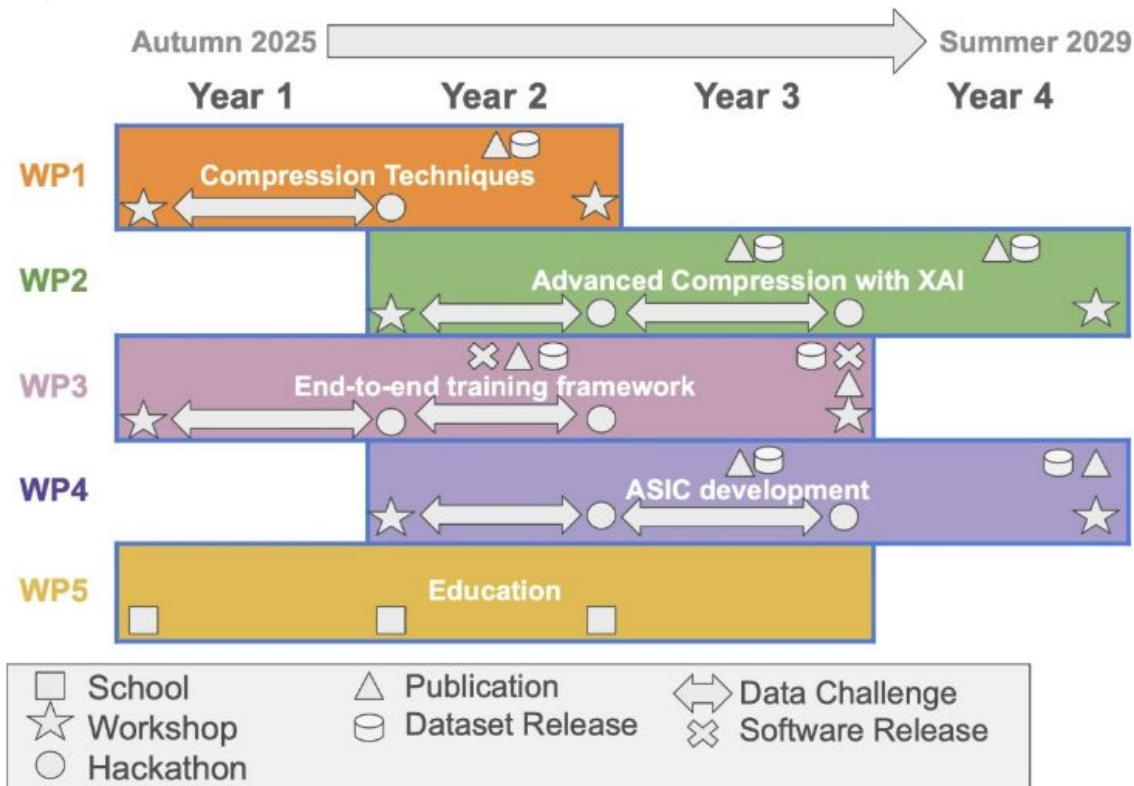 Autumn 2025 Summer 2029
Year 1 Year 2 Year 3 Year 4
WP1 Compression Techniques
WP2 Advanced Compression with XAI
WP3 End-to-end training framework
WP4 ASIC development
WP5 Education
School Publication Data Challenge
Workshop Dataset Release Software Release
Hackathon